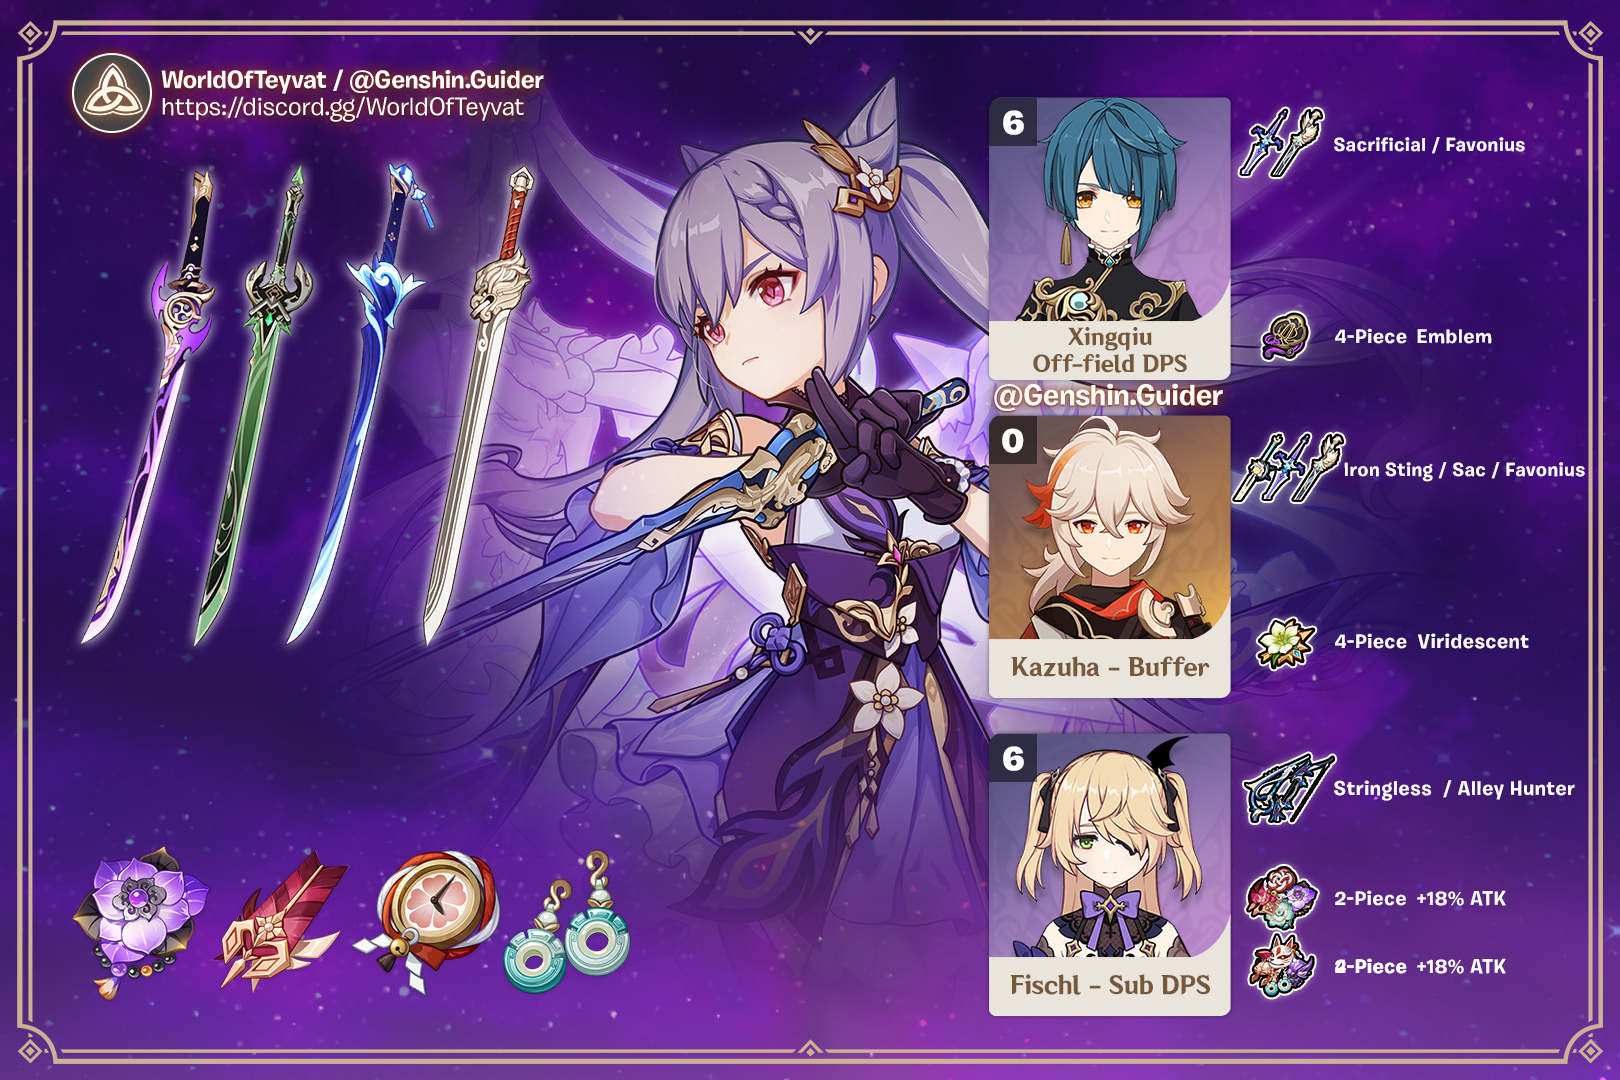 WorldOfTeyvat / @Genshin.Guider
https://discord.gg/WorldOfTeyvat
6
Sacrificial / Favonius
4-Piece Emblem
Xingqiu
Off-field DPS
@Genshin.Guider
0
Iron Sting / Sac / Favonius
4-Piece Viridescent
Kazuha - Buffer
6
Stringless / Alley Hunter
2-Piece +18% ATK
2-Piece +18% ATK
Fischl - Sub DPS